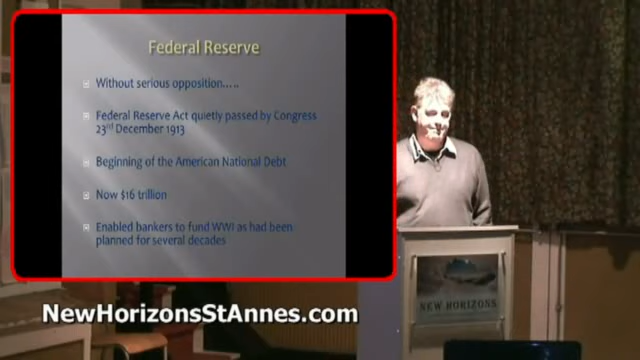 Federal Reserve
Without serious opposition.....
Federal Reserve Act quietly passed by Congress
23rd December 1913
Beginning of the American National Debt
Now $16 trillion
Enabled bankers to fund WWI as had been
planned for several decades
NEW HORIZONS
NewHorizonsStAnnes.com